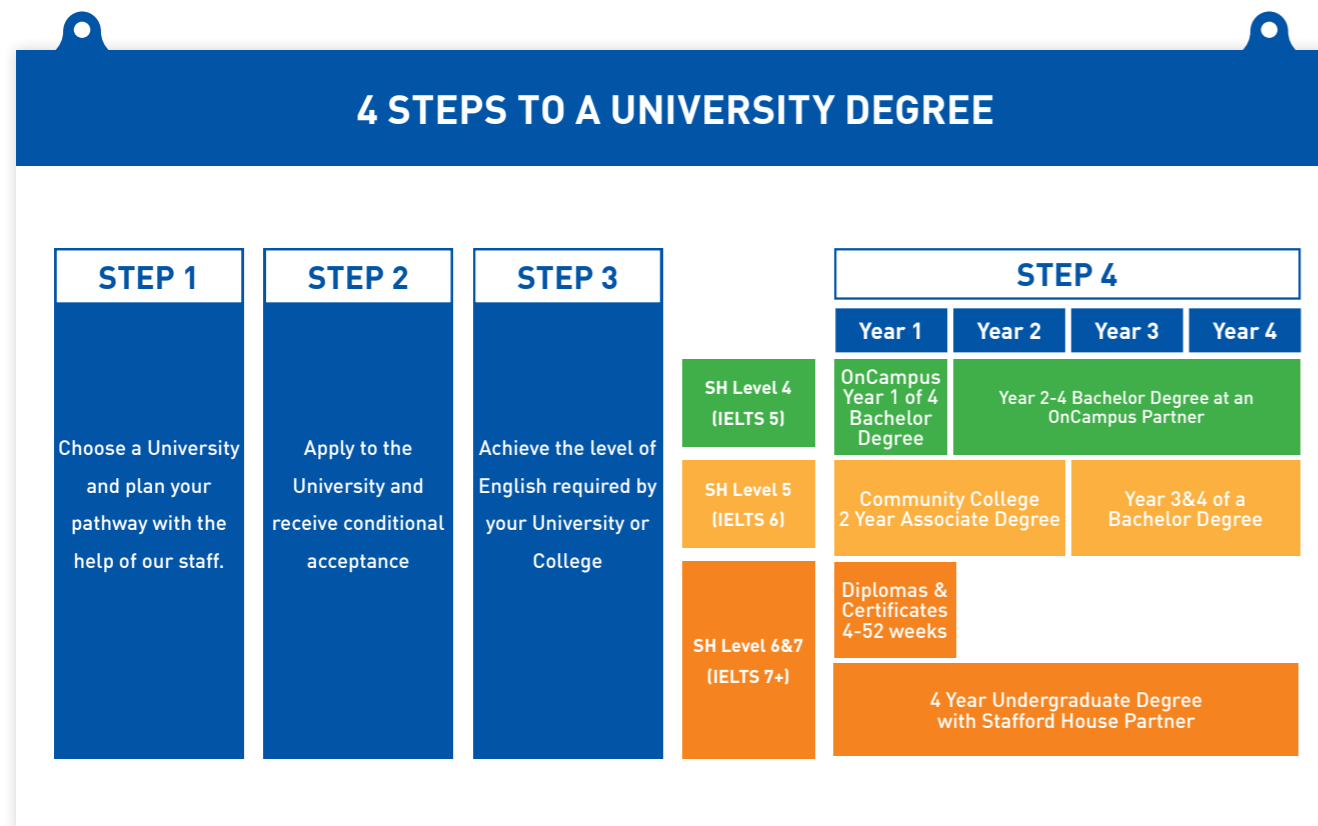 4 STEPS TO A UNIVERSITY DEGREE
STEP 1
Choose a University
and plan your
pathway with the
help of our staff.
STEP 2
Apply to the
University and
receive conditional
acceptance
STEP 3
Achieve the level of
English required by
your University or
College
STEP 4
Year 1
Year 2
Year 3
Year 4
SH Level 4
(IELTS 5)
OnCampus
Year 1 of 4
Bachelor
Degree
Year 2-4 Bachelor Degree at an
OnCampus Partner
SH Level 5
(IELTS 6)
Community College
2 Year Associate Degree
Year 3&4 of a
Bachelor Degree
SH Level 6&7
(IELTS 7+)
Diplomas &
Certificates
4-52 weeks
4 Year Undergraduate Degree
with Stafford House Partner